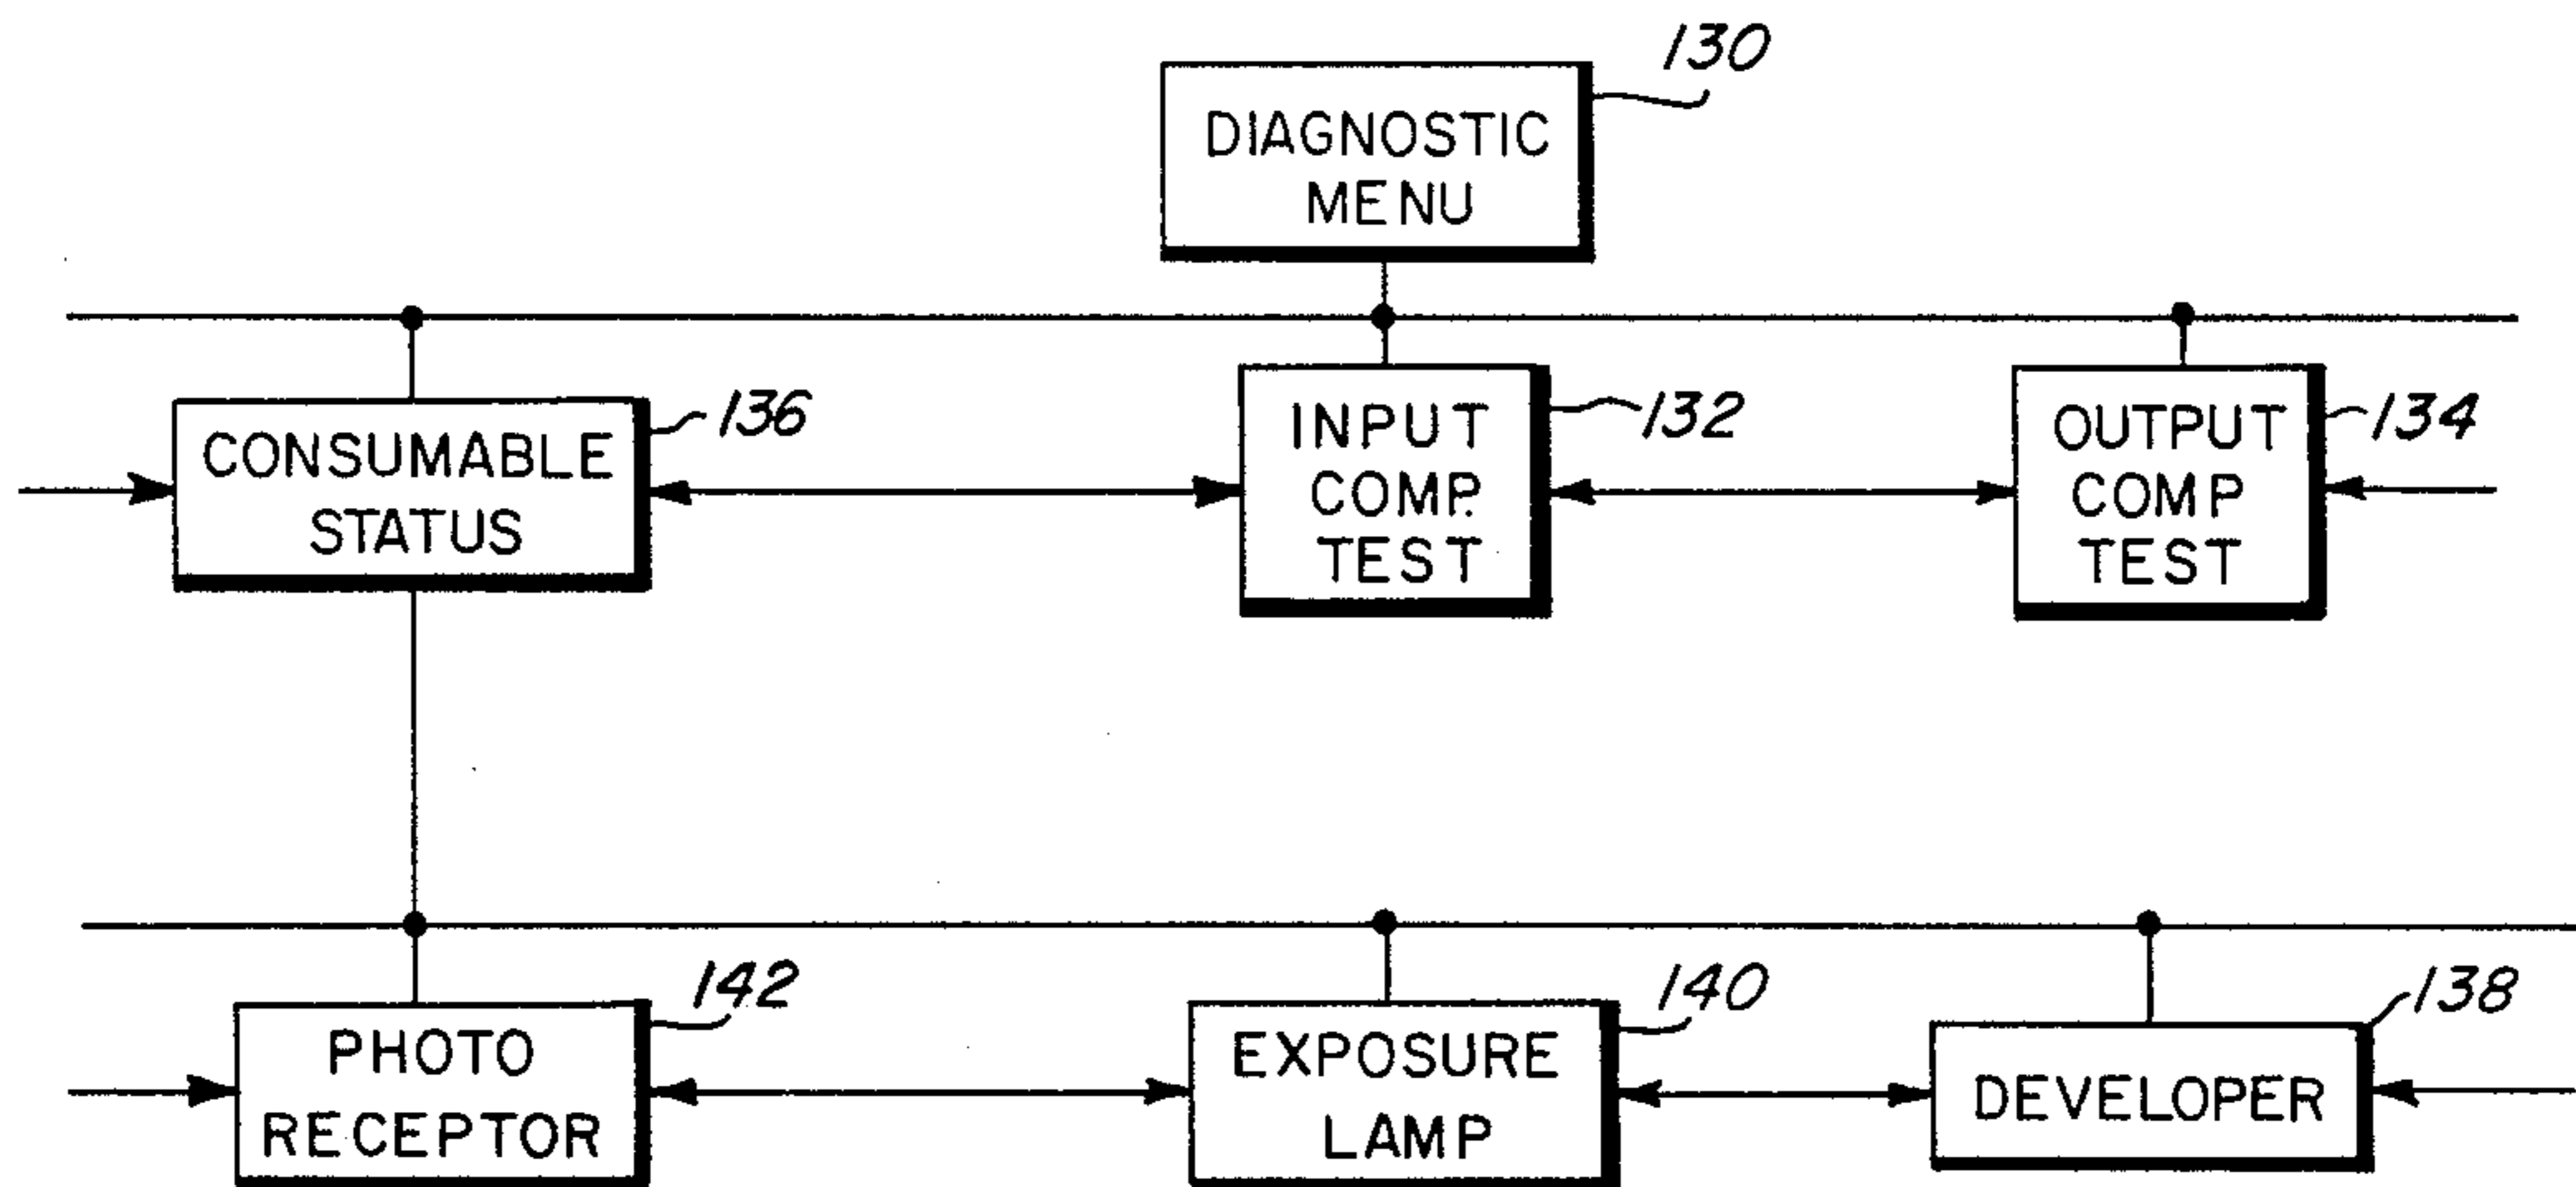 130
DIAGNOSTIC
MENU
136
CONSUMABLE
STATUS
132
INPUT
COMP.
TEST
134
OUTPUT
COMP
TEST
142
PHOTO
RECEPTOR
140
EXPOSURE
LAMP
138
DEVELOPER